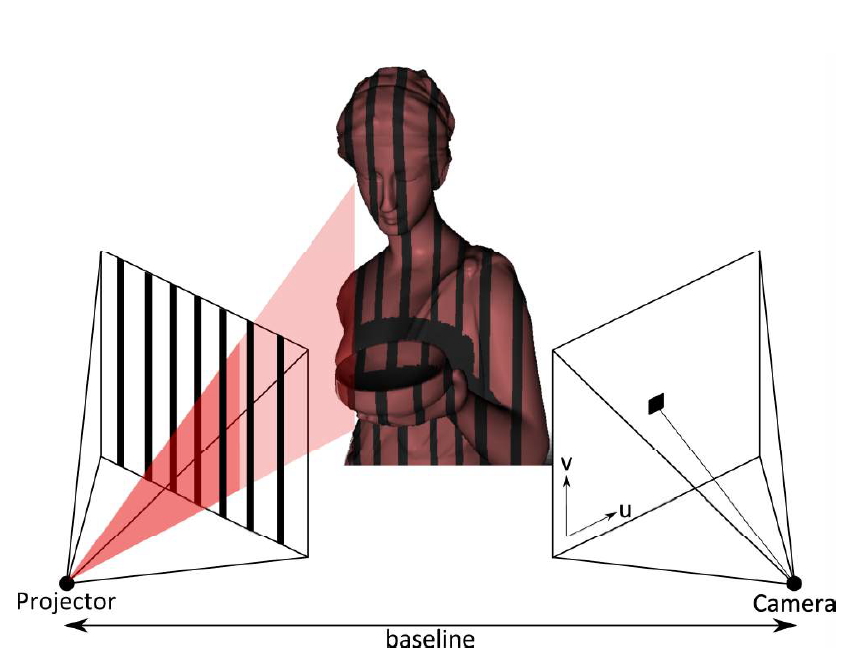 v
u
Projector
Camera
baseline